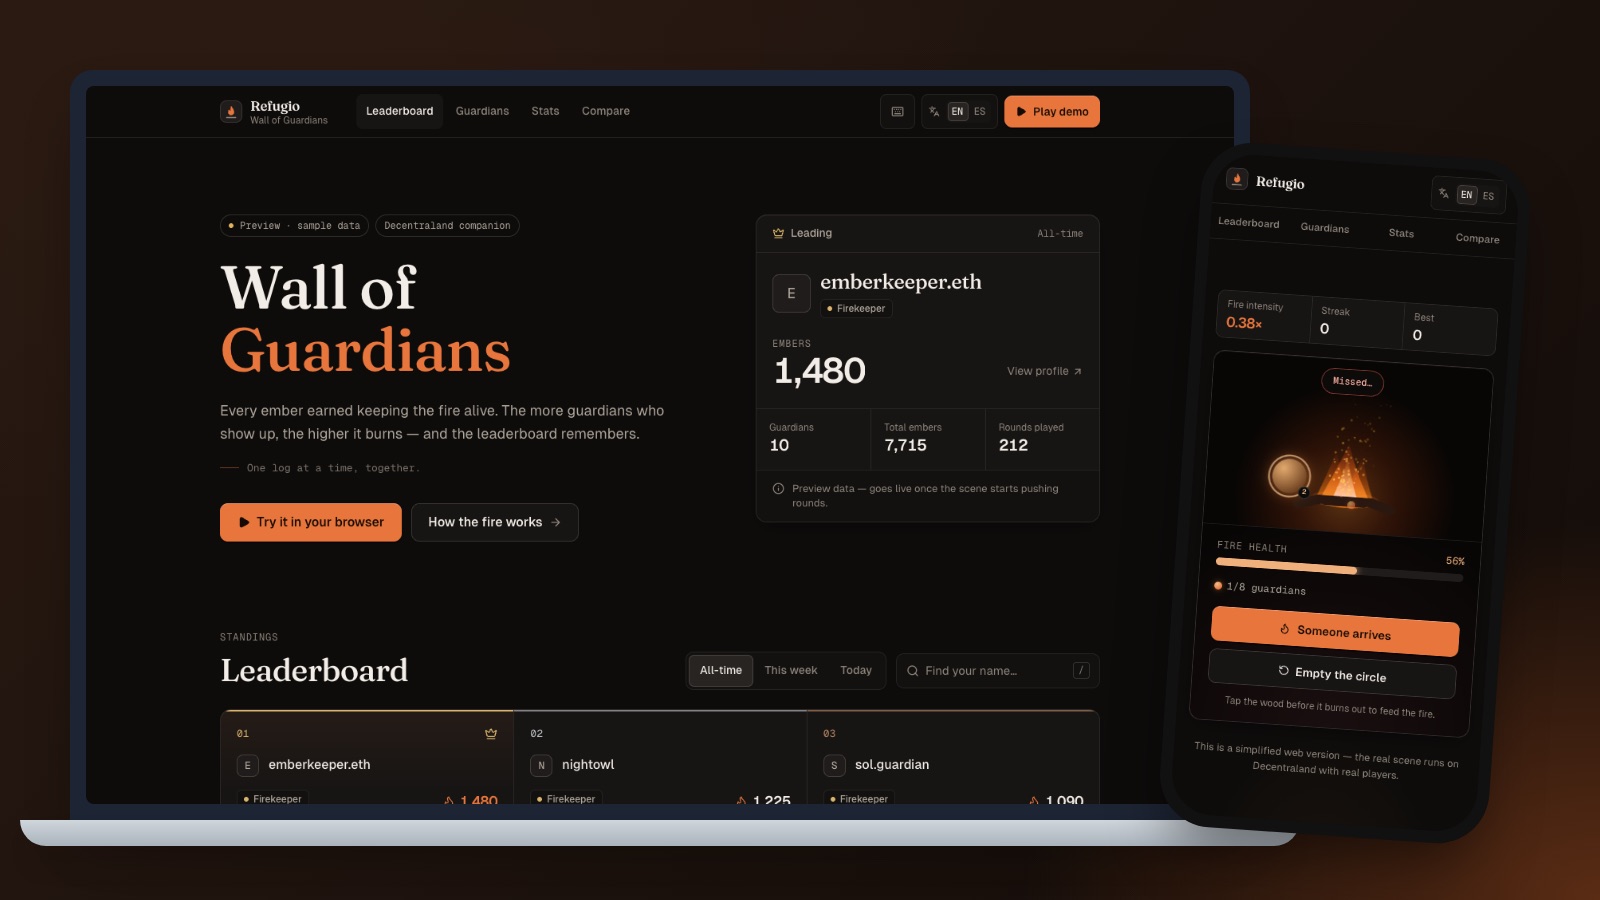 Refugio
Wall of Guardians
Leaderboard
Guardians
Stats
Compare
EN ES
Play demo
Preview · sample data
Decentraland companion
Wall of
Guardians
Every ember earned keeping the fire alive. The more guardians who
show up, the higher it burns — and the leaderboard remembers.
One log at a time, together.
Try it in your browser
How the fire works →
Leading
All-time
E
emberkeeper.eth
Firekeeper
EMBERS
1,480
View profile ↗
Guardians
10
Total embers
7,715
Rounds played
212
Preview data — goes live once the scene starts pushing
rounds.
STANDINGS
Leaderboard
All-time
This week
Today
Find your name…
/
01
E
emberkeeper.eth
Firekeeper
1,480
02
N
nightowl
Firekeeper
1,225
03
S
sol.guardian
Firekeeper
1,090
Refugio
EN ES
Leaderboard
Guardians
Stats
Compare
Fire intensity
0.38×
Streak
0
Best
0
Missed…
2
FIRE HEALTH
56%
1/8 guardians
Someone arrives
Empty the circle
Tap the wood before it burns out to feed the fire.
This is a simplified web version — the real scene runs on
Decentraland with real players.